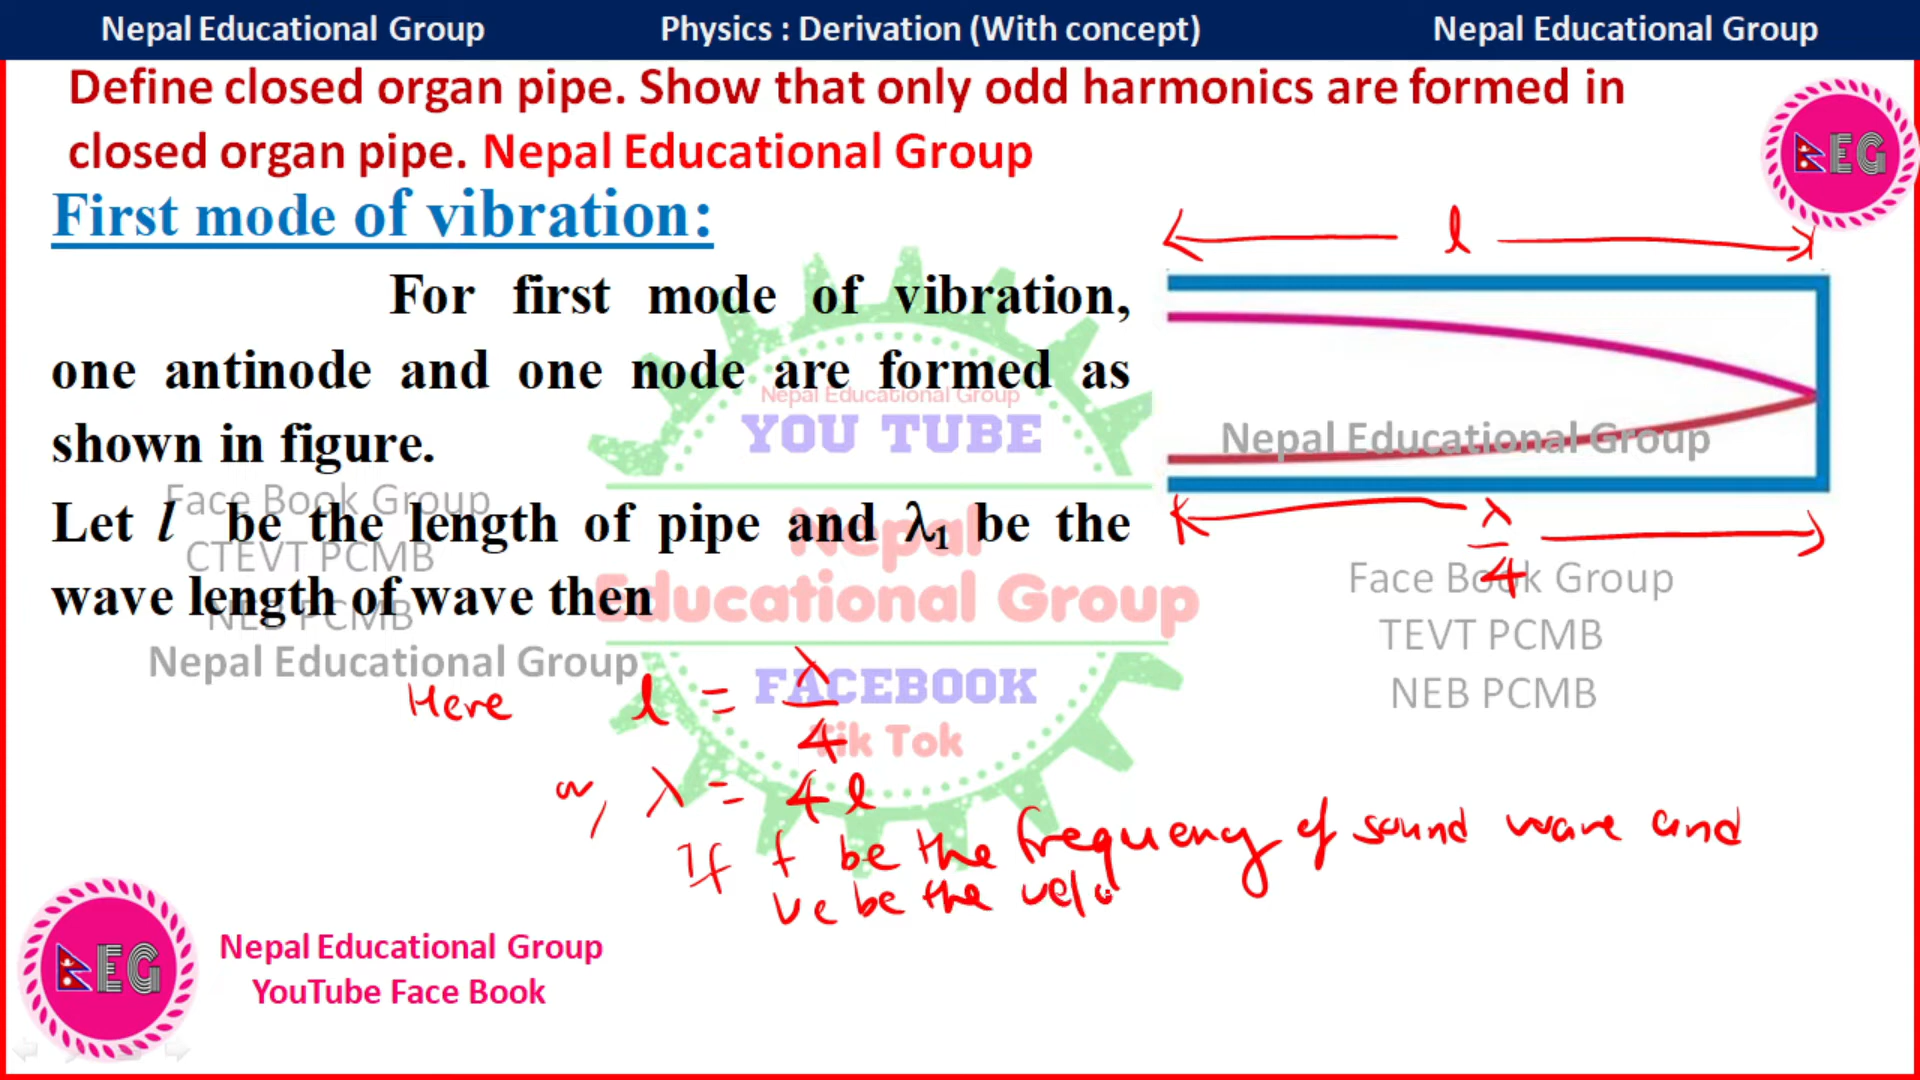 Nepal Educational Group Physics : Derivation (With concept) Nepal Educational Group
Define closed organ pipe. Show that only odd harmonics are formed in
closed organ pipe. Nepal Educational Group
EG
First mode of vibration:
l
For first mode of vibration,
one antinode and one node are formed as
shown in figure.
Nepal Educational Group
YOU TUBE
Nepal Educational Group
Face Book Group
Let l be the length of pipe and λ₁ be the
λ/4
CTEVT PCMB
Nepal
wave length of wave then
NEB PCMB
Educational Group
Face Book Group
TEVT PCMB
NEB PCMB
Nepal Educational Group
FACEBOOK
Tik Tok
Here l = λ/4
or, λ = 4l
If f be the frequency of sound wave and
ve be the velo
EG
Nepal Educational Group
YouTube Face Book